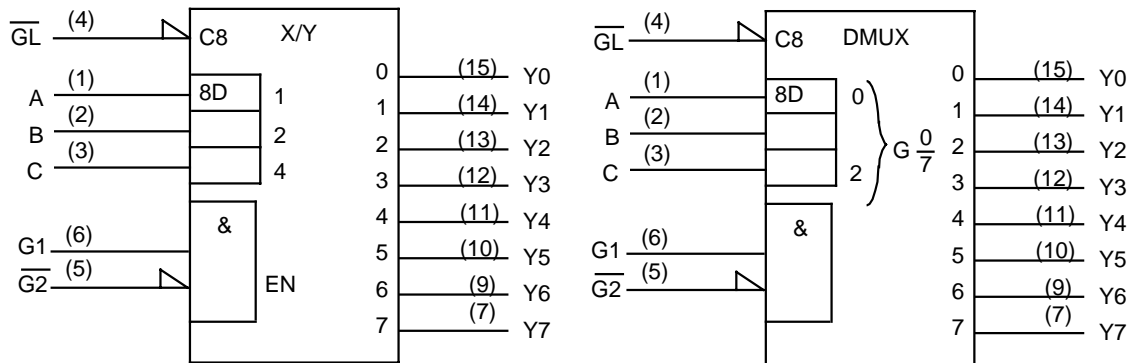 GL (4) C8 X/Y
0 (15) Y0
A (1) 8D 1
1 (14) Y1
B (2) 2
2 (13) Y2
C (3) 4
3 (12) Y3
4 (11) Y4
&
G1 (6)
5 (10) Y5
G2 (5) EN
6 (9) Y6
7 (7) Y7
GL (4) C8 DMUX
0 (15) Y0
A (1) 8D 0
1 (14) Y1
B (2)
G 0/7
2 (13) Y2
C (3) 2
3 (12) Y3
4 (11) Y4
&
G1 (6)
5 (10) Y5
G2 (5)
6 (9) Y6
7 (7) Y7